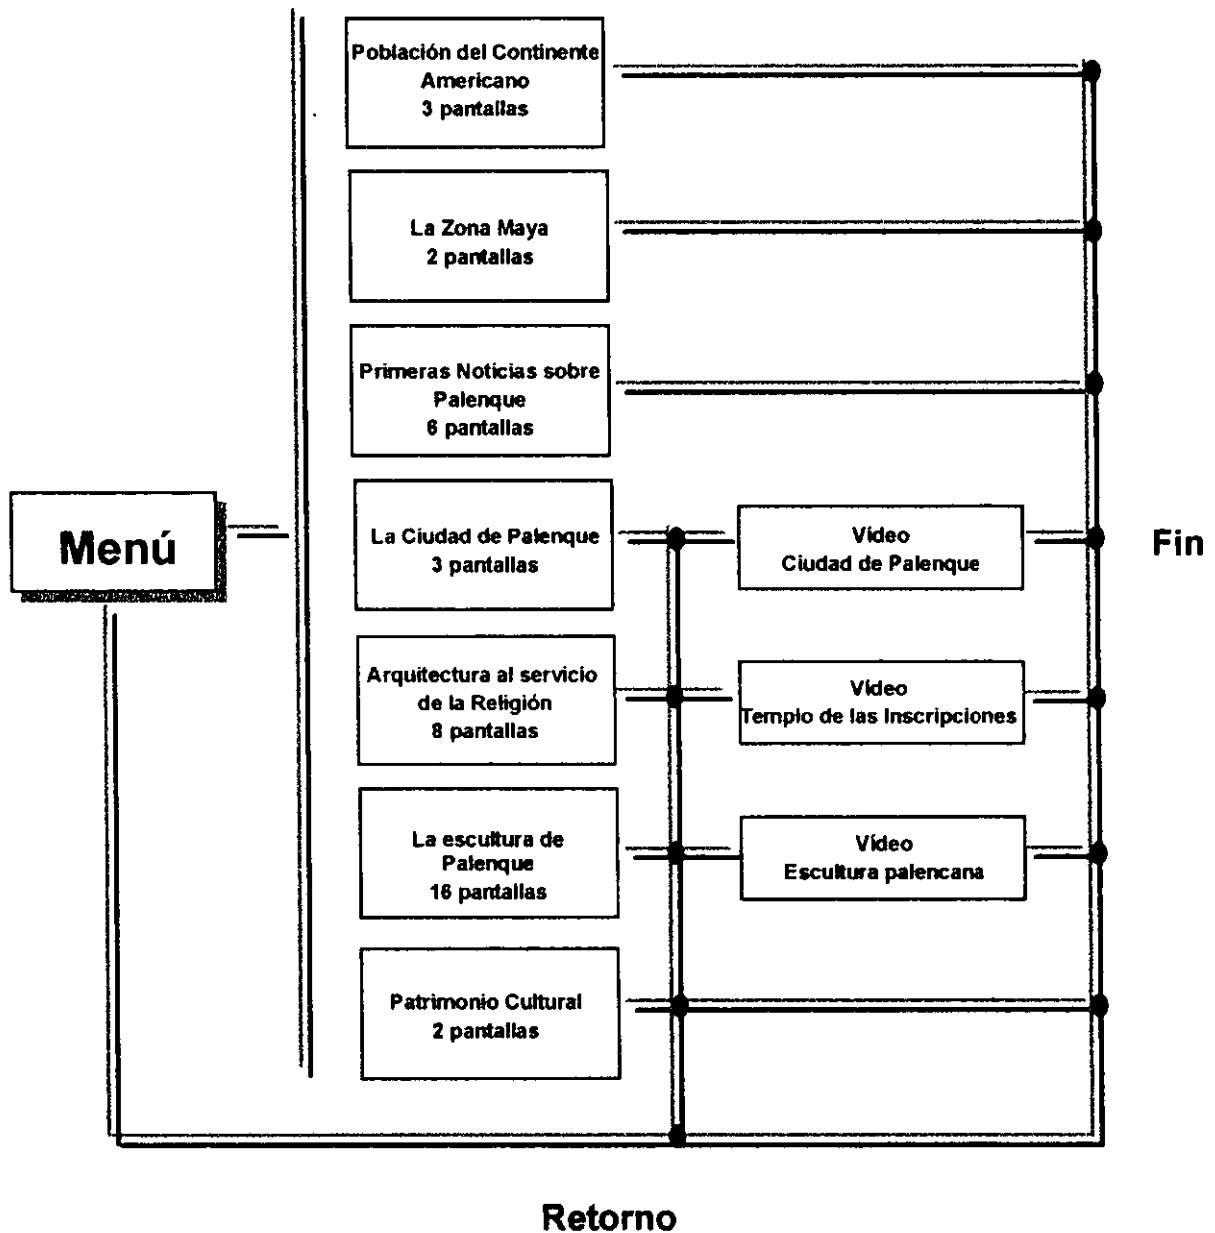 Población del Continente
Americano
3 pantallas
La Zona Maya
2 pantallas
Primeras Noticias sobre
Palenque
6 pantallas
Menú
La Ciudad de Palenque
3 pantallas
Vídeo
Ciudad de Palenque
Fin
Arquitectura al servicio
de la Religión
8 pantallas
Vídeo
Templo de las Inscripciones
La escultura de
Palenque
16 pantallas
Vídeo
Escultura palencana
Patrimonio Cultural
2 pantallas
Retorno